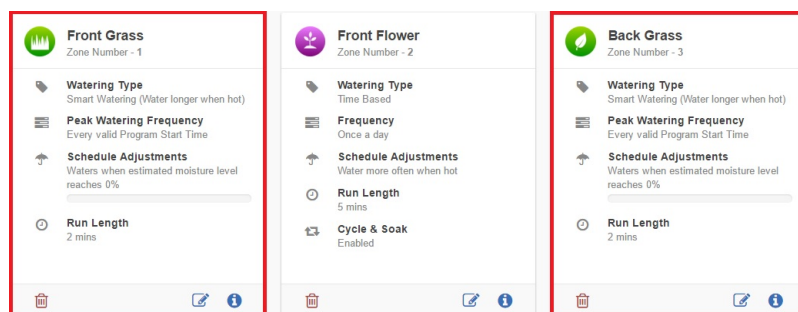 Front Grass
Zone Number - 1
Watering Type
Smart Watering (Water longer when hot)
Peak Watering Frequency
Every valid Program Start Time
Schedule Adjustments
Waters when estimated moisture level
reaches 0%
Run Length
2 mins
Front Flower
Zone Number - 2
Watering Type
Time Based
Frequency
Once a day
Schedule Adjustments
Water more often when hot
Run Length
5 mins
Cycle & Soak
Enabled
Back Grass
Zone Number - 3
Watering Type
Smart Watering (Water longer when hot)
Peak Watering Frequency
Every valid Program Start Time
Schedule Adjustments
Waters when estimated moisture level
reaches 0%
Run Length
2 mins